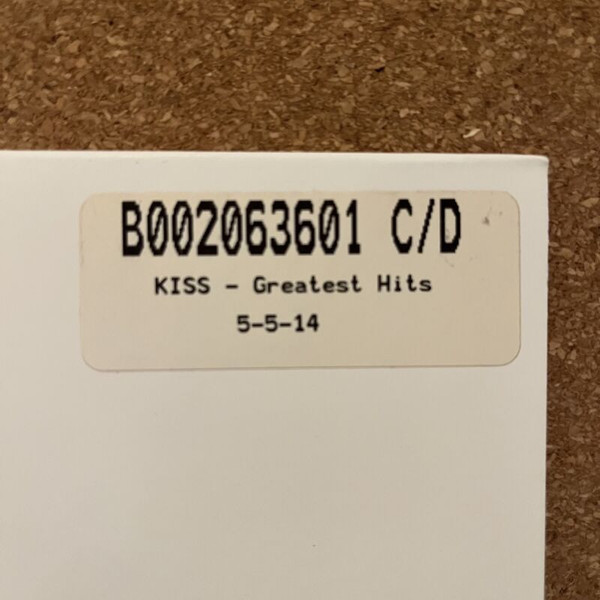 B002063601 C/D
KISS - Greatest Hits
5-5-14